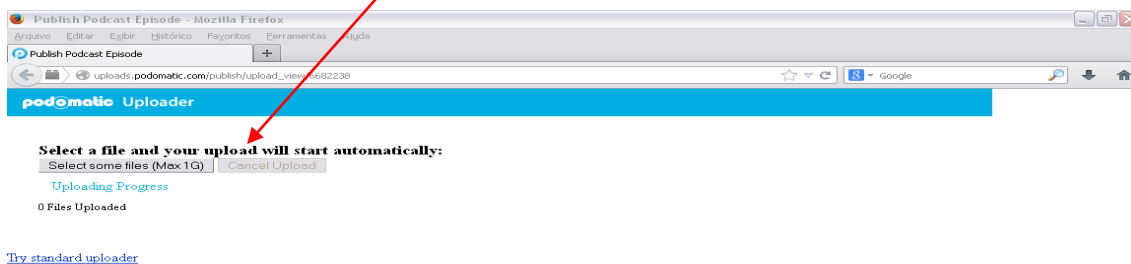 Publish Podcast Episode - Mozilla Firefox
Arquivo Editar Exibir Histórico Favoritos Ferramentas Ajuda
Publish Podcast Episode +
uploads.podomatic.com/publish/upload_view/6682238 Google
podomatic Uploader
Select a file and your upload will start automatically:
Select some files (Max 1G) Cancel Upload
Uploading Progress
0 Files Uploaded
Try standard uploader